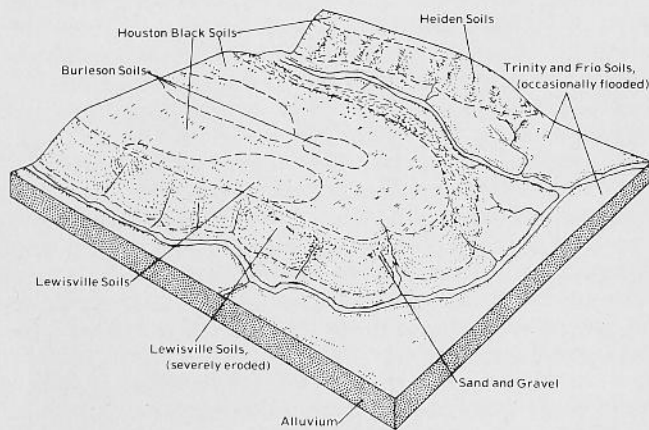 Houston Black Soils
Heiden Soils
Burleson Soils
Trinity and Frio Soils,
(occasionally flooded)
Lewisville Soils
Lewisville Soils,
(severely eroded)
Sand and Gravel
Alluvium